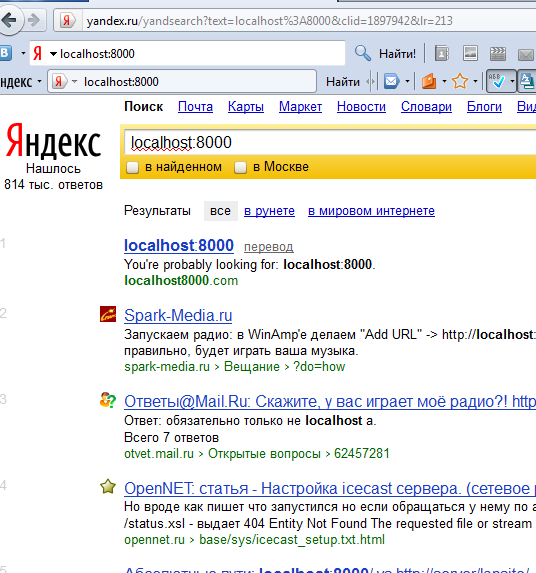 yandex.ru/yandsearch?text=localhost%3A8000&clid=1897942&lr=213
Я localhost:8000 Найти!
ндекс localhost:8000 Найти
Поиск Почта Карты Маркет Новости Словари Блоги
Яндекс
localhost:8000
Нашлось
814 тыс. ответов
в найденном в Москве
Результаты все в рунете в мировом интернете
1
localhost:8000 перевод
You're probably looking for: localhost:8000.
localhost8000.com
2
Spark-Media.ru
Запускаем радио: в WinAmp'e делаем "Add URL" -> http://localhost:
правильно, будет играть ваша музыка.
spark-media.ru › Вещание › ?do=how
3
Ответы@Mail.Ru: Скажите, у вас играет моё радио?! http
Ответ: обязательно только не localhost а.
Всего 7 ответов
otvet.mail.ru › Открытые вопросы › 62457281
4
OpenNET: статья - Настройка icecast сервера. (сетевое
Но вроде как пишет что запустился но если обращаться у нему по а
/status.xsl - выдает 404 Entity Not Found The requested file or stream
opennet.ru › base/sys/icecast_setup.txt.html